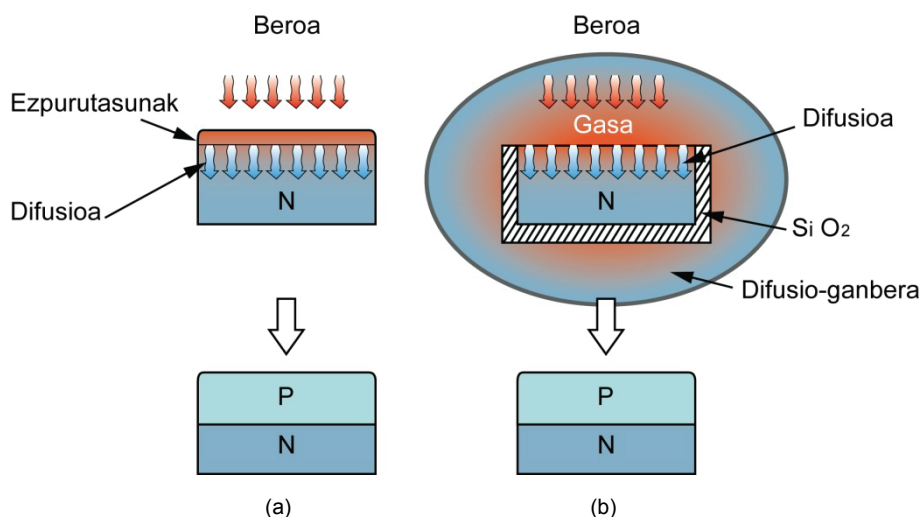 Beroa
Ezpurutasunak
Difusioa
N
P
N
(a)
Beroa
Gasa
Difusioa
N
Si O₂
Difusio-ganbera
P
N
(b)